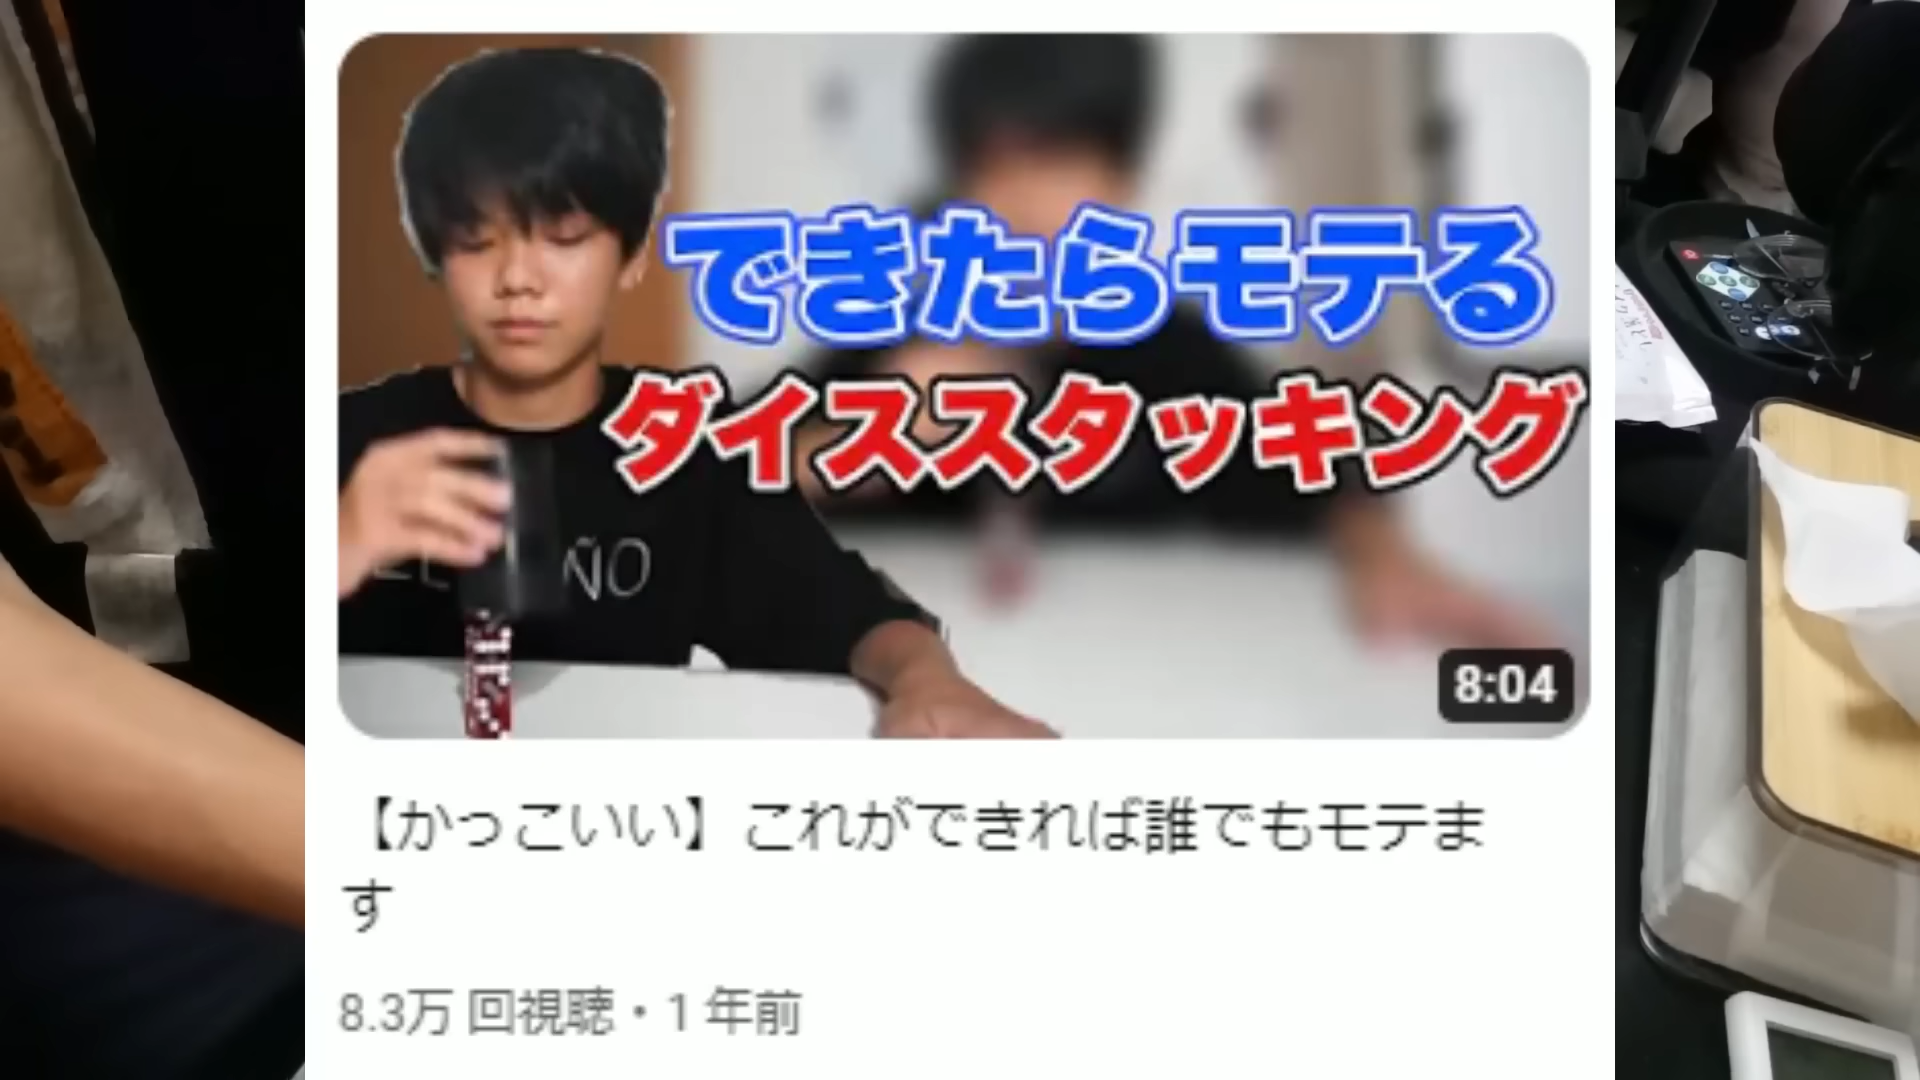 できたらモテる
ダイススタッキング
ÑO
8:04
【かっこいい】これができれば誰でもモテま
す
8.3万 回視聴・1 年前